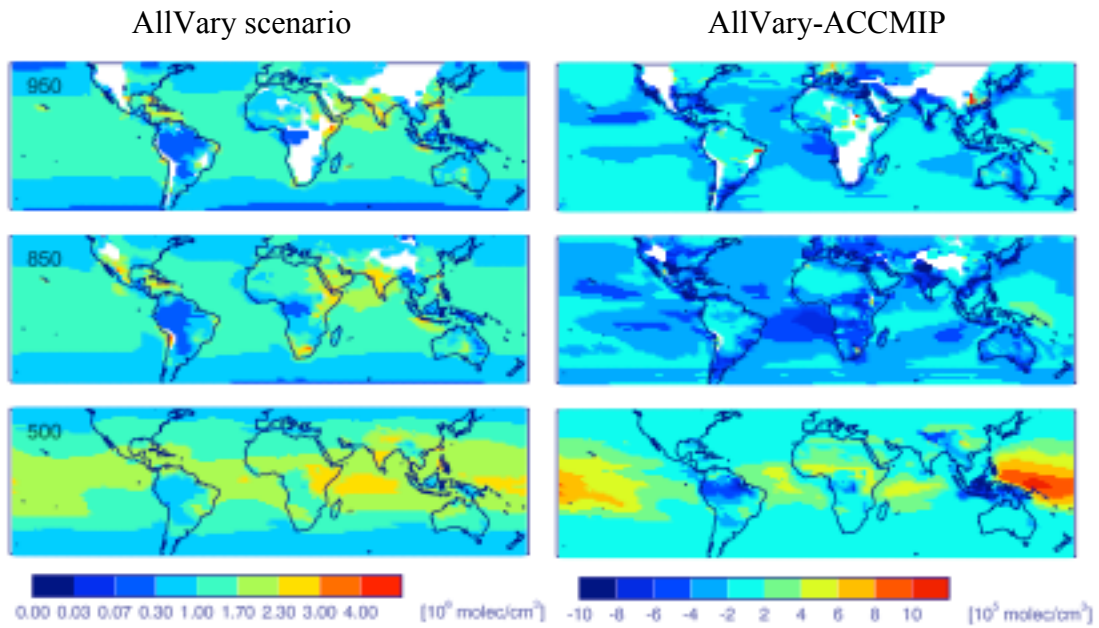 AllVary scenario
AllVary-ACCMIP
950
850
500
0.00 0.03 0.07 0.30 1.00 1.70 2.30 3.00 4.00 [10⁶ molec/cm³]
-10 -8 -6 -4 -2 2 4 6 8 10 [10⁵ molec/cm³]